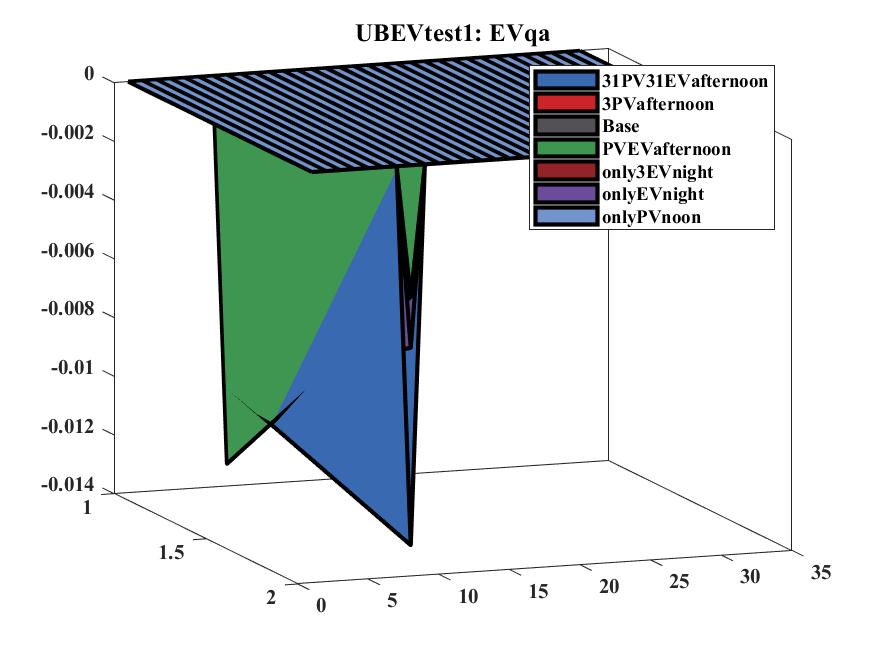 UBEVtest1: EVqa
31PV31EVafternoon
3PVafternoon
Base
PVEVafternoon
only3EVnight
onlyEVnight
onlyPVnoon
0
-0.002
-0.004
-0.006
-0.008
-0.01
-0.012
-0.014
1
1.5
2
0
5
10
15
20
25
30
35